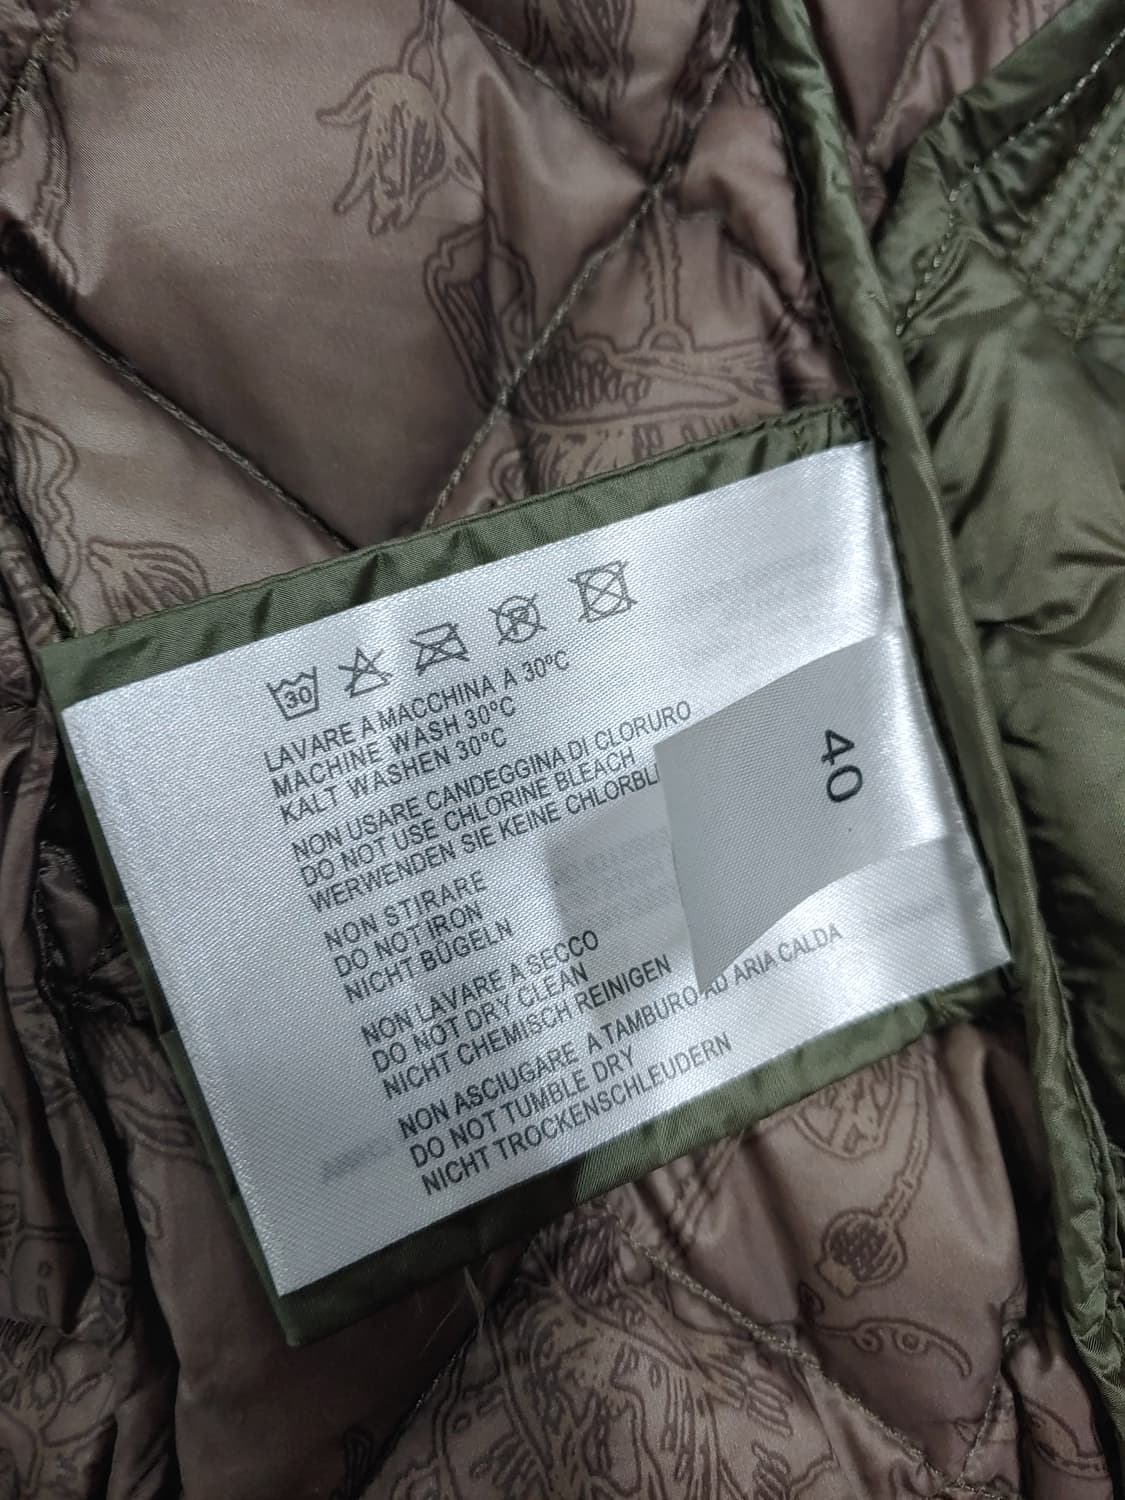 30
LAVARE A MACCHINA A 30°C
MACHINE WASH 30°C
KALT WASHEN 30°C
NON USARE CANDEGGINA DI CLORURO
DO NOT USE CHLORINE BLEACH
WERWENDEN SIE KEINE CHLORBL
NON STIRARE
DO NOT IRON
NICHT BÜGELN
NON LAVARE A SECCO
DO NOT DRY CLEAN
NICHT CHEMISCH REINIGEN
NON ASCIUGARE A TAMBURO AD ARIA CALDA
DO NOT TUMBLE DRY
NICHT TROCKENSCHLEUDERN
40